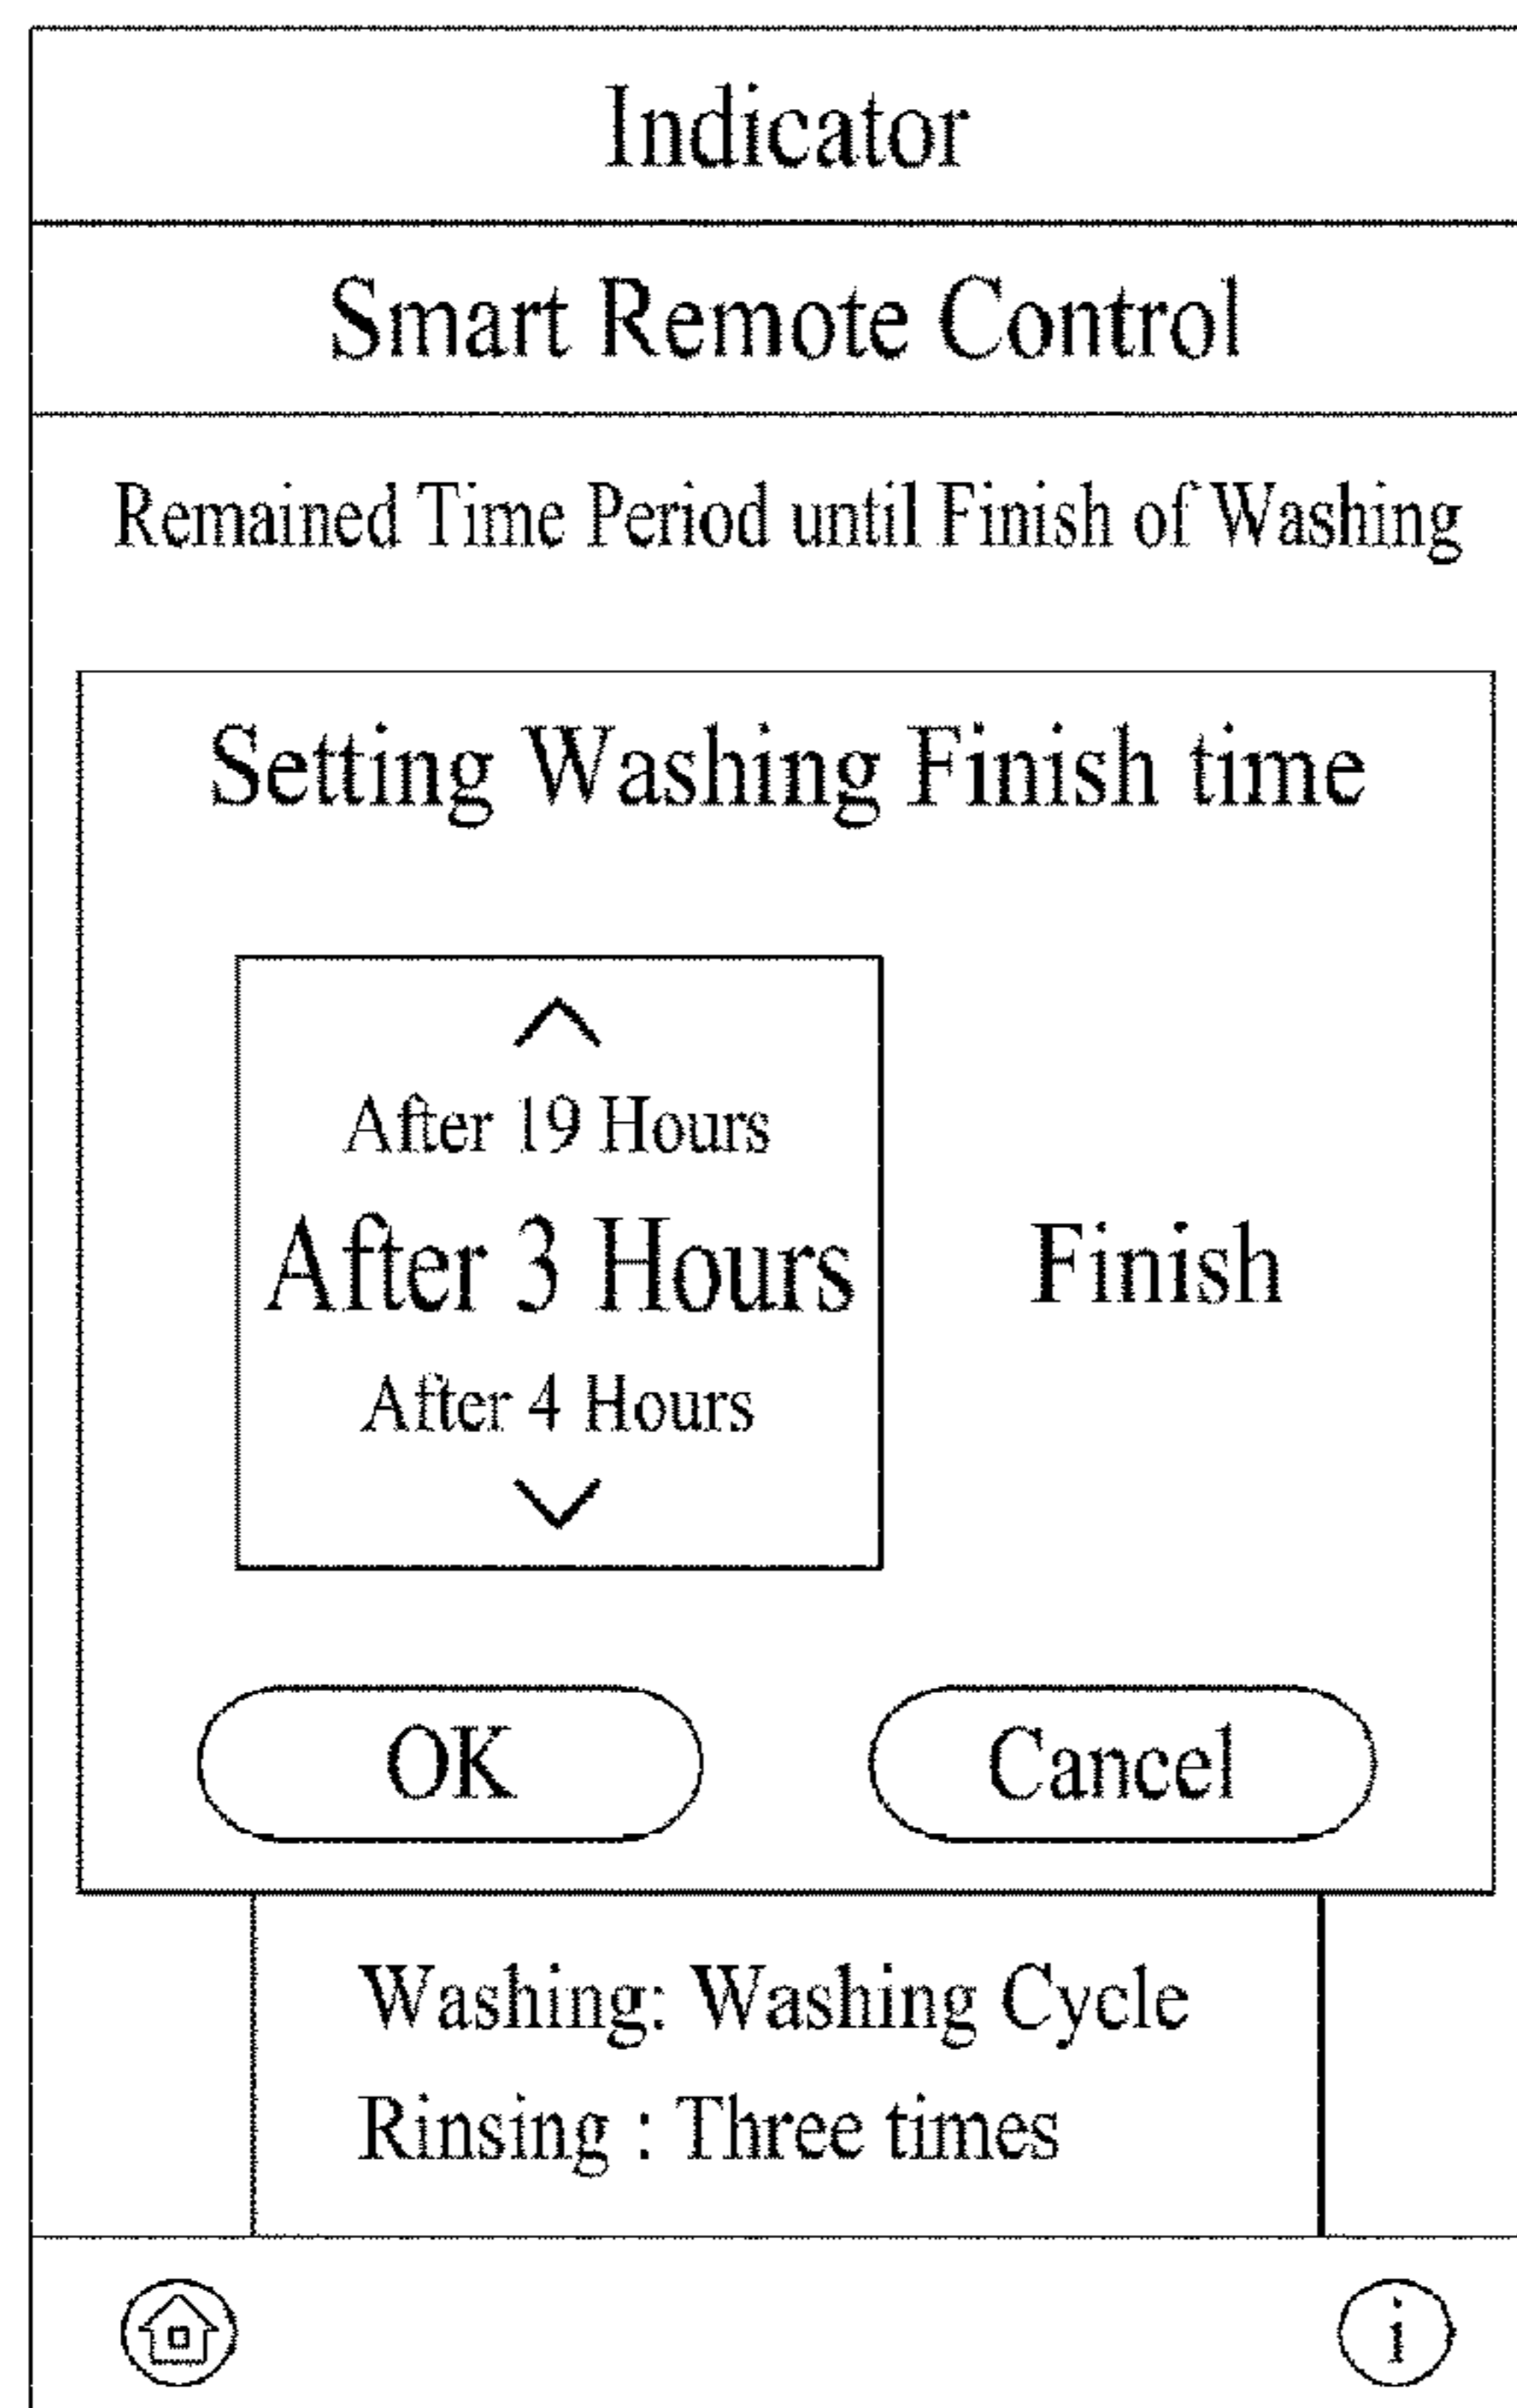 Indicator
Smart Remote Control
Remained Time Period until Finish of Washing
Setting Washing Finish time
After 19 Hours
After 3 Hours
Finish
After 4 Hours
OK
Cancel
Washing: Washing Cycle
Rinsing : Three times
i